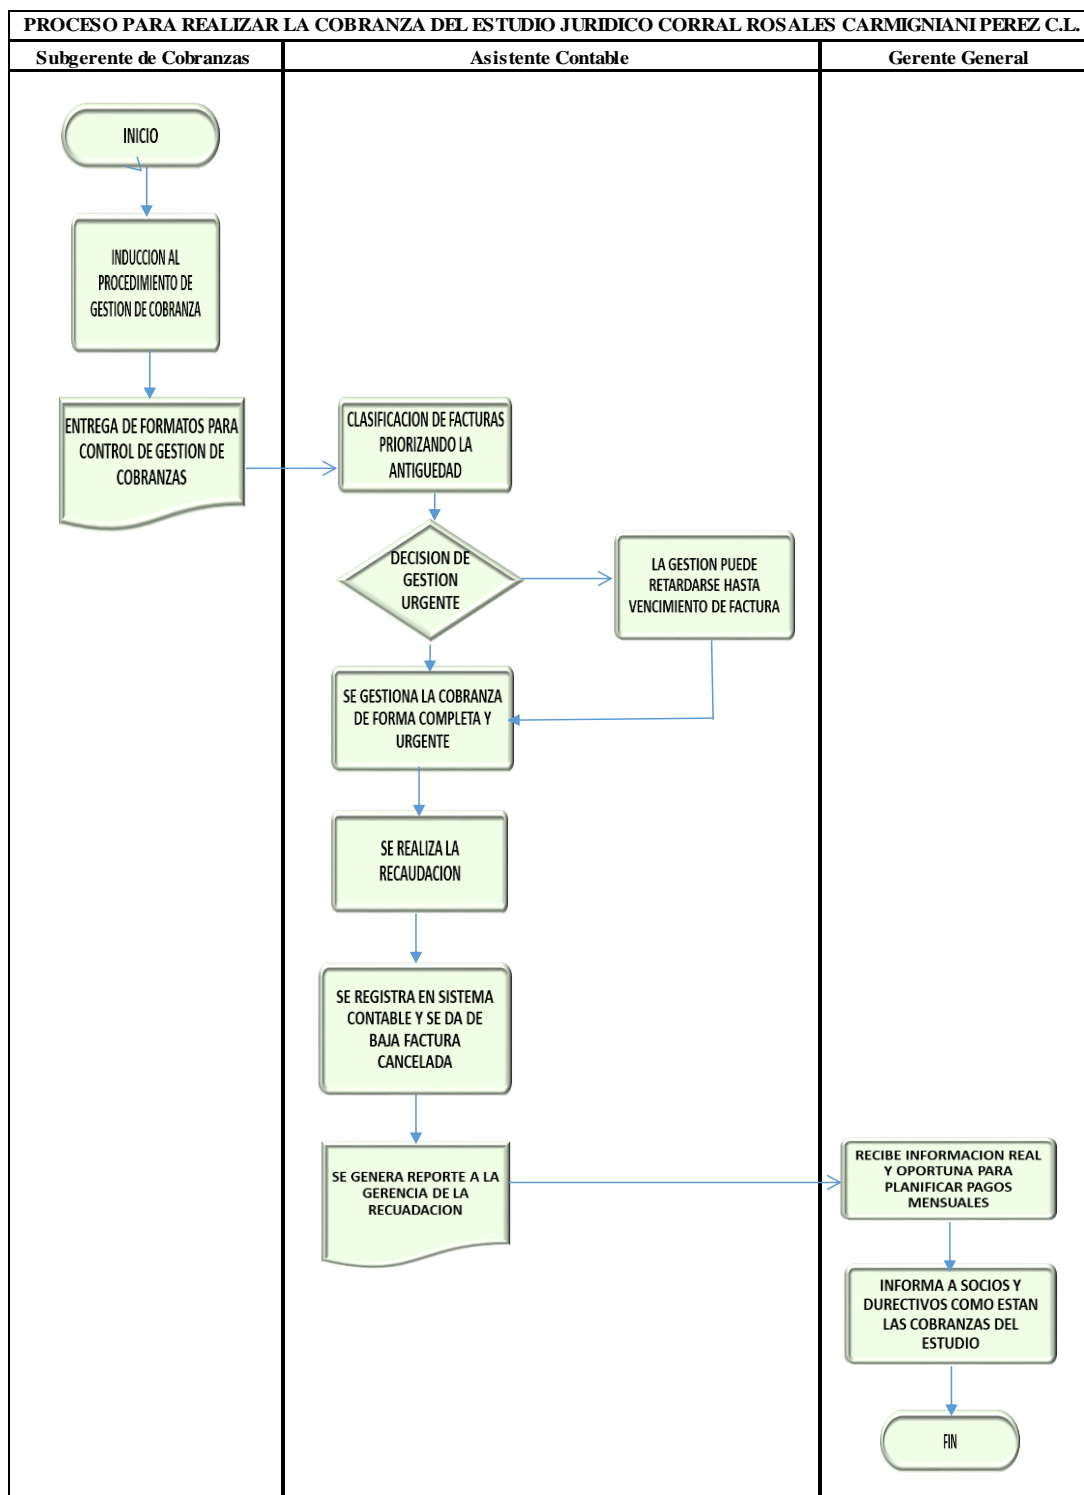 PROCESO PARA REALIZAR LA COBRANZA DEL ESTUDIO JURIDICO CORRAL ROSALES CARMIGNIANI PEREZ C.L.
Subgerente de Cobranzas
Asistente Contable
Gerente General
INICIO
INDUCCION AL
PROCEDIMIENTO DE
GESTION DE COBRANZA
ENTREGA DE FORMATOS PARA
CONTROL DE GESTION DE
COBRANZAS
CLASIFICACION DE FACTURAS
PRIORIZANDO LA
ANTIGUEDAD
DECISION DE
GESTION
URGENTE
LA GESTION PUEDE
RETARDARSE HASTA
VENCIMIENTO DE FACTURA
SE GESTIONA LA COBRANZA
DE FORMA COMPLETA Y
URGENTE
SE REALIZA LA
RECAUDACION
SE REGISTRA EN SISTEMA
CONTABLE Y SE DA DE
BAJA FACTURA
CANCELADA
SE GENERA REPORTE A LA
GERENCIA DE LA
RECUADACION
RECIBE INFORMACION REAL
Y OPORTUNA PARA
PLANIFICAR PAGOS
MENSUALES
INFORMA A SOCIOS Y
DURECTIVOS COMO ESTAN
LAS COBRANZAS DEL
ESTUDIO
FIN